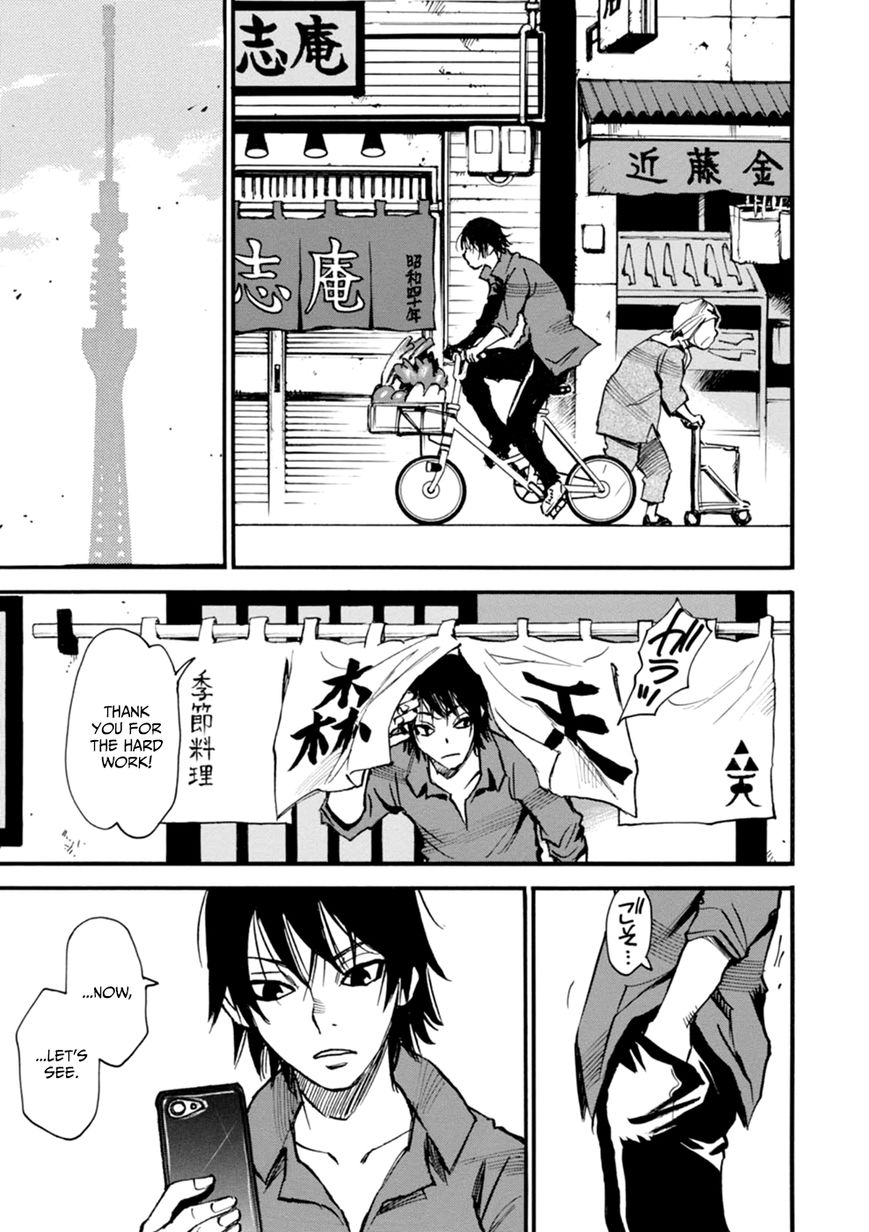 志庵
近藤金
志庵
昭和四十年
ガラッ
天
森
季節料理
天
THANK
YOU FOR
THE HARD
WORK!
ごそ…
...NOW,
...LET'S
SEE.